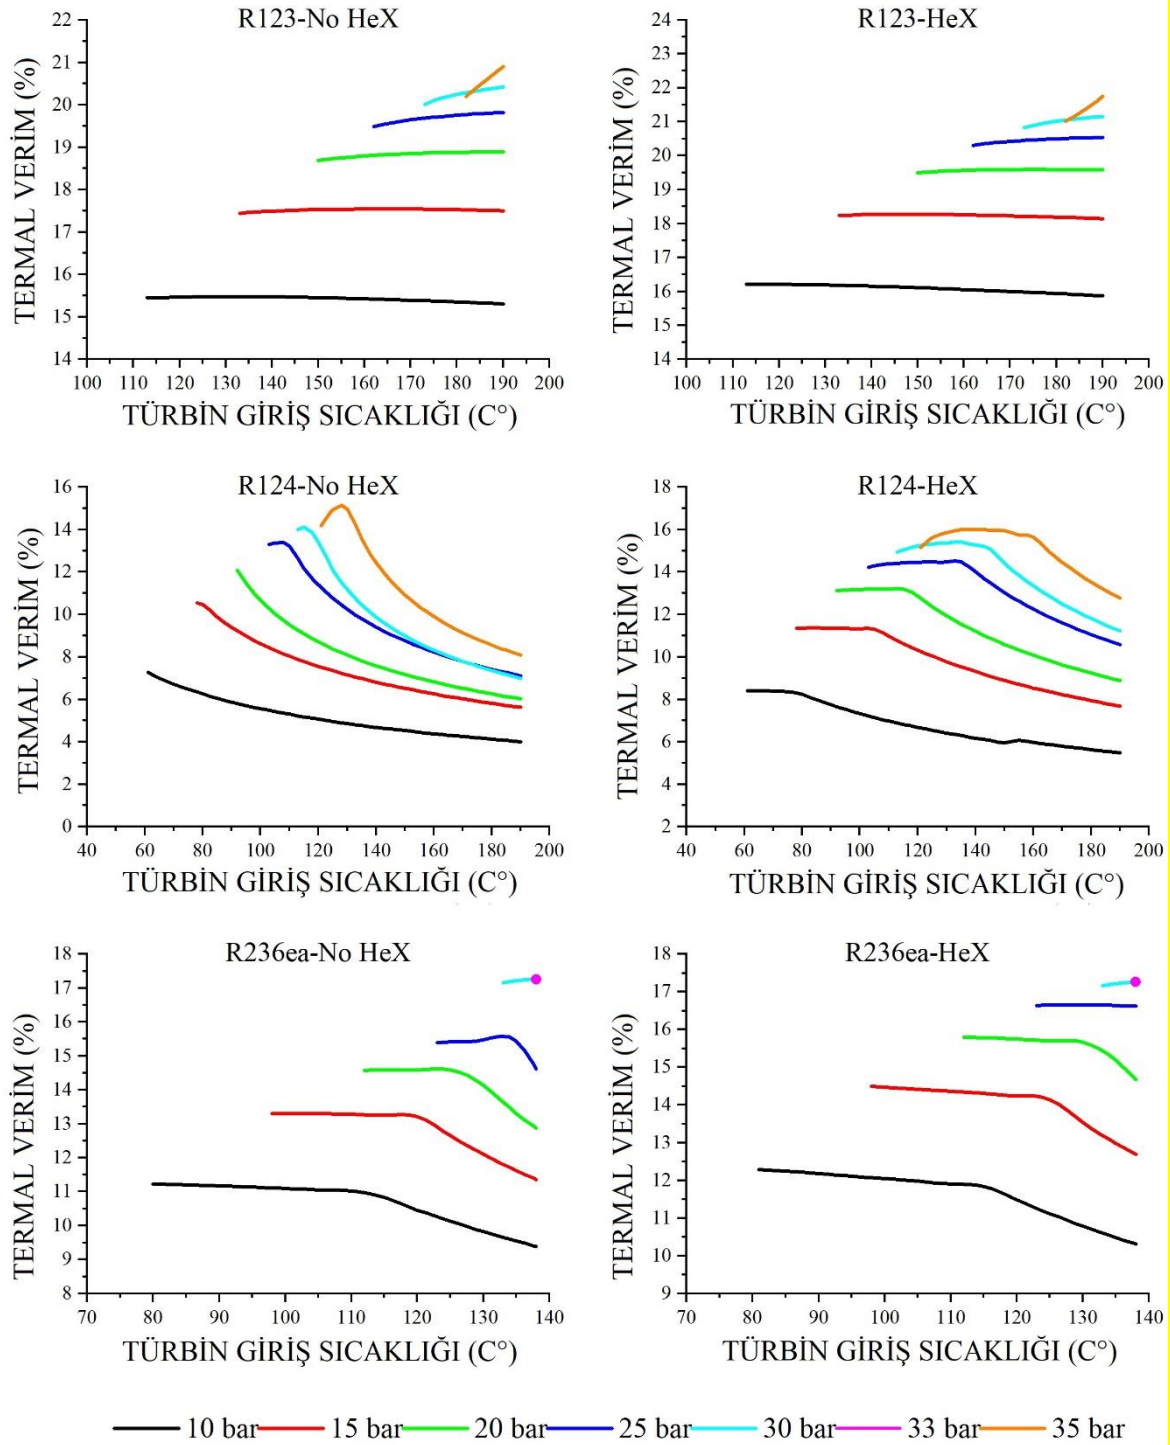 R123-No HeX
22
21
20
19
18
17
16
15
14
TERMAL VERİM (%)
100 110 120 130 140 150 160 170 180 190 200
TÜRBİN GİRİŞ SICAKLIĞI (C°)
R123-HeX
24
23
22
21
20
19
18
17
16
15
14
TERMAL VERİM (%)
100 110 120 130 140 150 160 170 180 190 200
TÜRBİN GİRİŞ SICAKLIĞI (C°)
R124-No HeX
16
14
12
10
8
6
4
2
0
TERMAL VERİM (%)
40 60 80 100 120 140 160 180 200
TÜRBİN GİRİŞ SICAKLIĞI (C°)
R124-HeX
18
16
14
12
10
8
6
4
2
TERMAL VERİM (%)
40 60 80 100 120 140 160 180 200
TÜRBİN GİRİŞ SICAKLIĞI (C°)
R236ea-No HeX
18
17
16
15
14
13
12
11
10
9
8
TERMAL VERİM (%)
70 80 90 100 110 120 130 140
TÜRBİN GİRİŞ SICAKLIĞI (C°)
R236ea-HeX
18
17
16
15
14
13
12
11
10
9
TERMAL VERİM (%)
70 80 90 100 110 120 130 140
TÜRBİN GİRİŞ SICAKLIĞI (C°)
10 bar 15 bar 20 bar 25 bar 30 bar 33 bar 35 bar